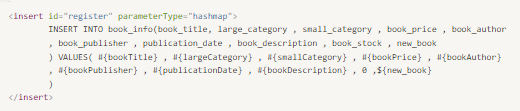 <insert id="register" parameterType="hashmap">
INSERT INTO book_info(book_title, large_category , small_category , book_price , book_author
, book_publisher , publication_date , book_description , book_stock , new_book
) VALUES( #{bookTitle} , #{largeCategory} , #{smallCategory} , #{bookPrice} , #{bookAuthor}
, #{bookPublisher} , #{publicationDate} , #{bookDescription} , 0 ,${new_book}
)
</insert>